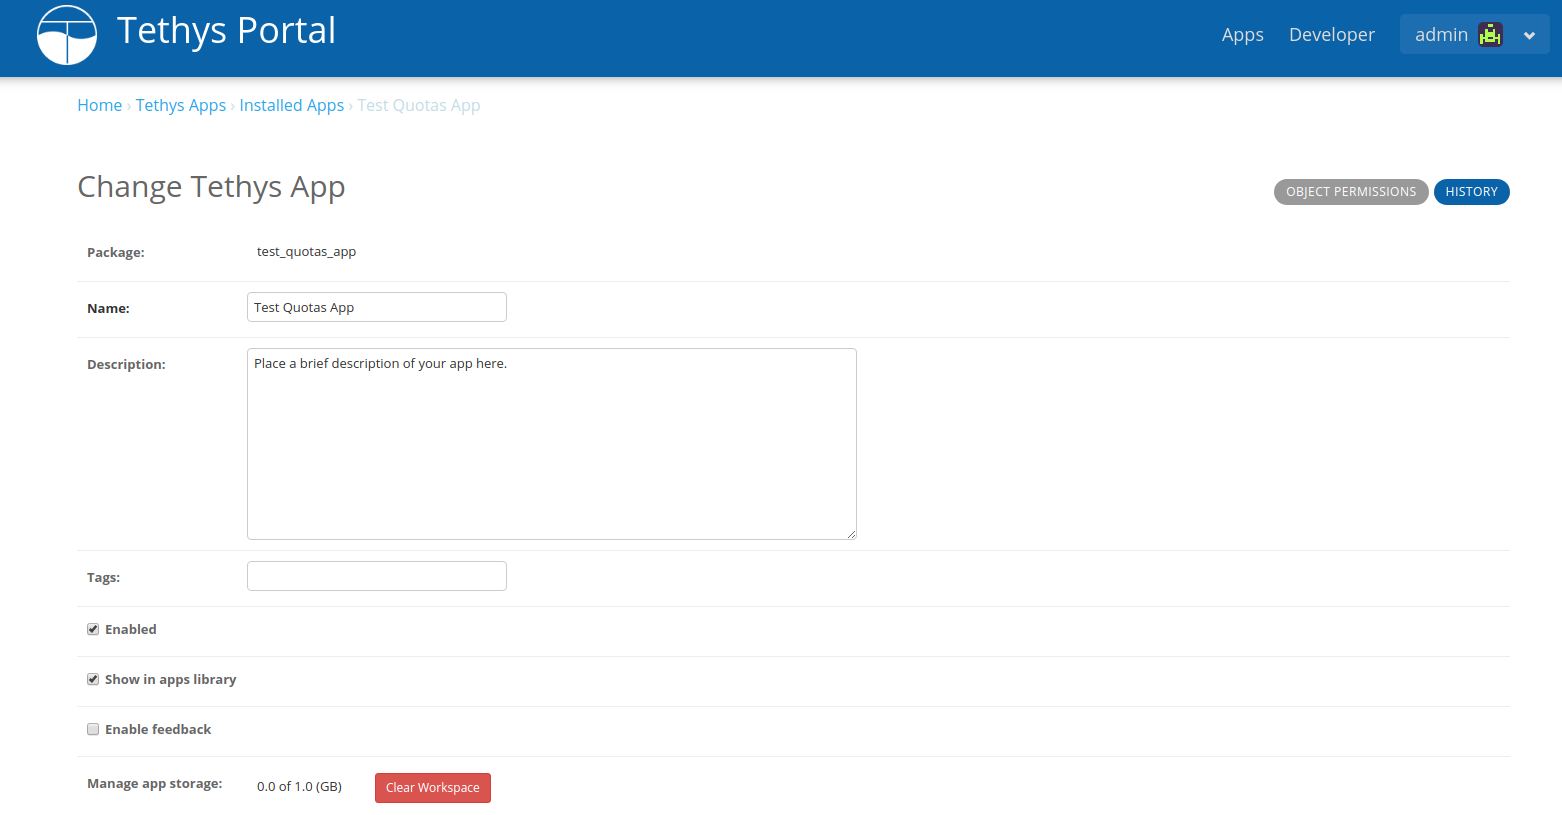 Tethys Portal
Apps Developer admin
Home › Tethys Apps › Installed Apps › Test Quotas App
Change Tethys App
OBJECT PERMISSIONS HISTORY
Package: test_quotas_app
Name: Test Quotas App
Description: Place a brief description of your app here.
Tags:
Enabled
Show in apps library
Enable feedback
Manage app storage: 0.0 of 1.0 (GB) Clear Workspace